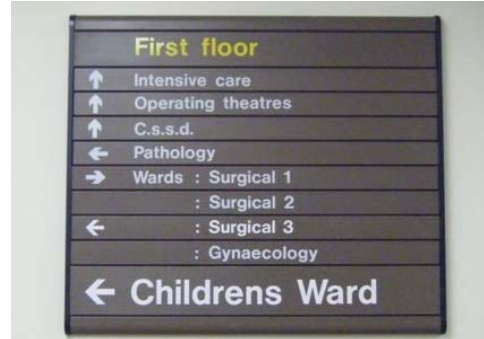 First floor
↑ Intensive care
↑ Operating theatres
↑ C.s.s.d.
← Pathology
→ Wards : Surgical 1
: Surgical 2
← : Surgical 3
: Gynaecology
← Childrens Ward